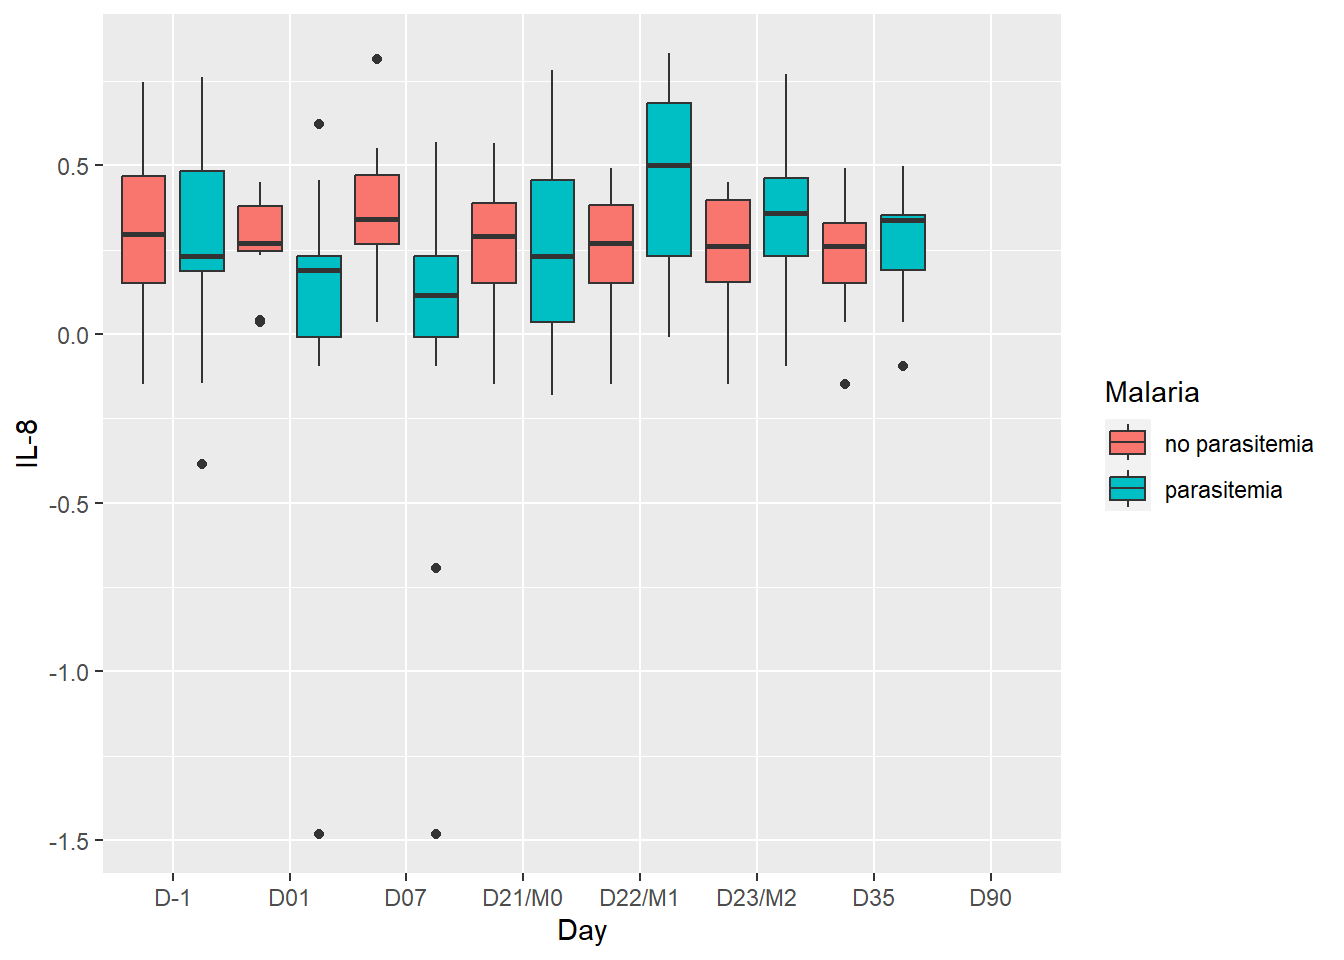 IL-8
0.5
0.0
-0.5
-1.0
-1.5
D-1 D01 D07 D21/M0 D22/M1 D23/M2 D35 D90
Day
Malaria
no parasitemia
parasitemia